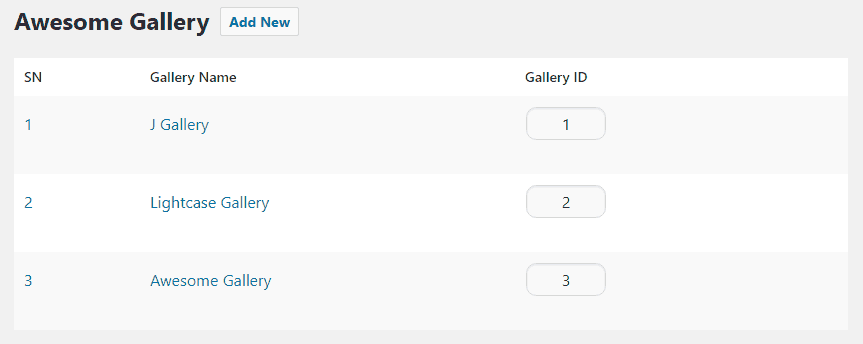 Awesome Gallery Add New
SN Gallery Name Gallery ID
1 J Gallery 1
2 Lightcase Gallery 2
3 Awesome Gallery 3